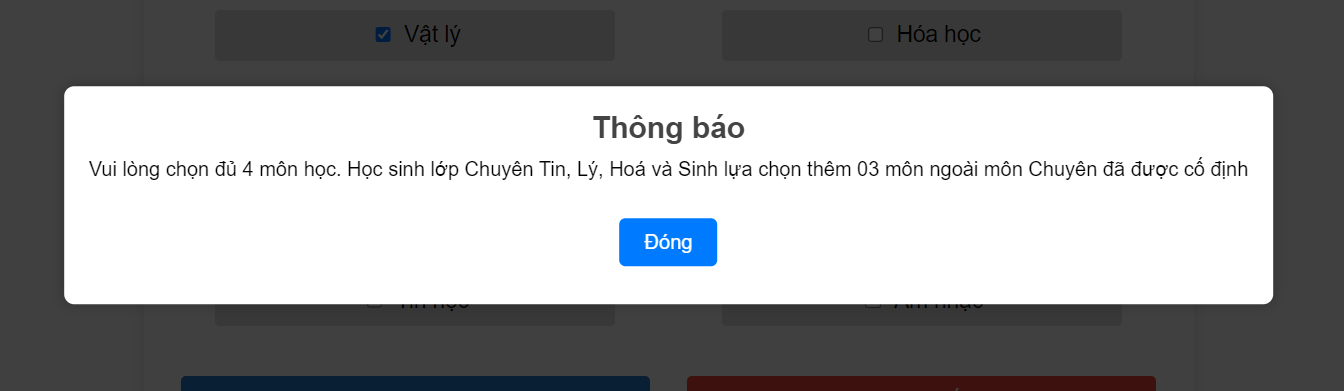 Vật lý
Hóa học
Thông báo
Vui lòng chọn đủ 4 môn học. Học sinh lớp Chuyên Tin, Lý, Hoá và Sinh lựa chọn thêm 03 môn ngoài môn Chuyên đã được cố định
Đóng